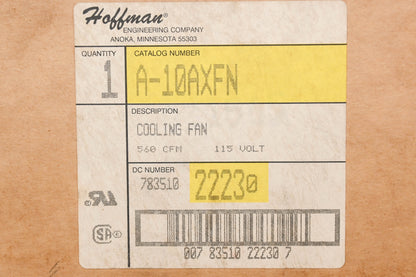 Hoffman®
ENGINEERING COMPANY
ANOKA, MINNESOTA 55303
QUANTITY
1
CATALOG NUMBER
A-10AXFN
DESCRIPTION
COOLING FAN
560 CFM 115 VOLT
DC NUMBER
783510 22230
007 83510 22230 7